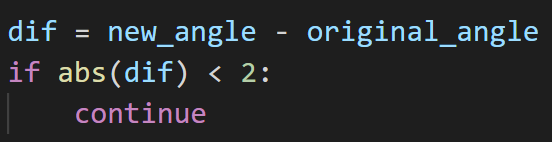 dif = new_angle - original_angle
if abs(dif) < 2:
    continue